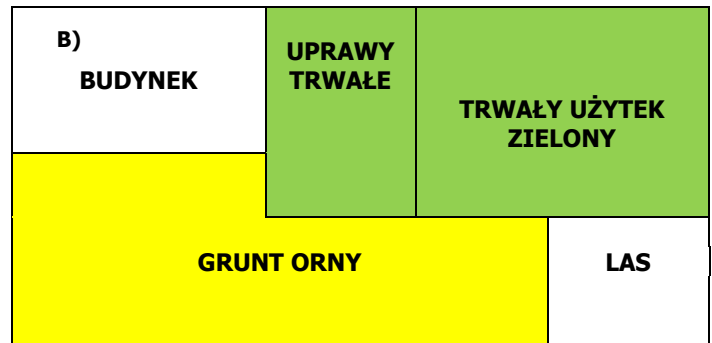 B)
BUDYNEK
UPRAWY
TRWAŁE
TRWAŁY UŻYTEK
ZIELONY
GRUNT ORNY
LAS